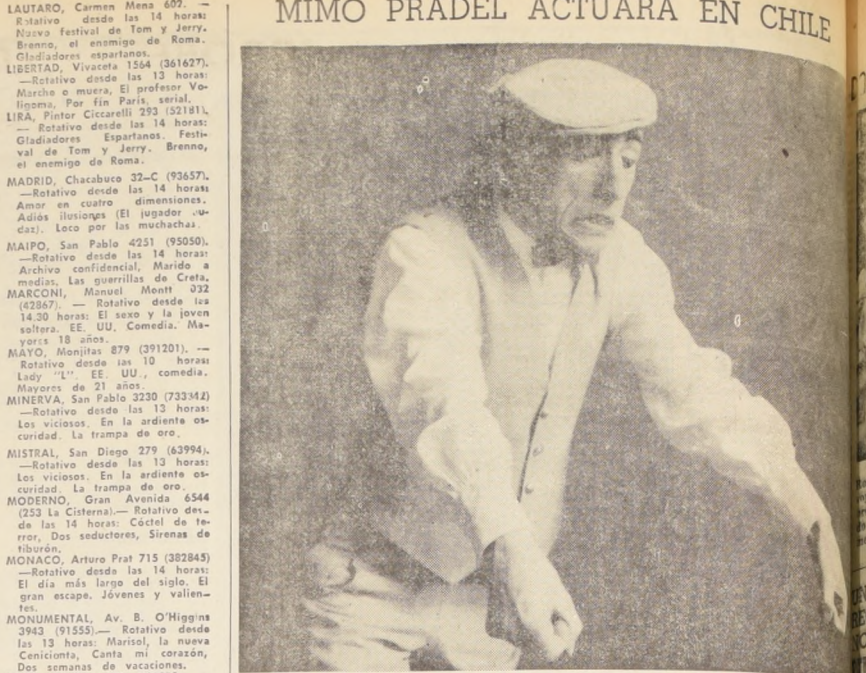 LAUTARO, Carmen Mena 602. —
Rotativo desde las 14 horas:
Nuevo festival de Tom y Jerry.
Brenno, el enemigo de Roma.
Gladiadores espartanos.
LIBERTAD, Vivaceta 1564 (361627).
—Rotativo desde las 13 horas:
Marcha o muera, El profesor Vo-
ligoma. Por fin París, serial.
LIRA, Pintor Ciccarelli 293 (52181).
— Rotativo desde las 14 horas:
Gladiadores Espartanos. Festi-
val de Tom y Jerry. Brenno,
el enemigo de Roma.
MADRID, Chacabuco 32-C (93657).
—Rotativo desde las 14 horas:
Amor en cuatro dimensiones.
Adiós ilusiones (El jugador au-
daz). Loco por las muchachas.
MAIPO, San Pablo 4251 (95050).
—Rotativo desde las 14 horas:
Archivo confidencial, Marido a
medias, Las guerrillas de Creta.
MARCONI, Manuel Montt 032
(42867). — Rotativo desde las
14.30 horas: El sexo y la joven
soltera. EE. UU. Comedia. Ma-
yores 18 años.
MAYO, Monjitas 879 (391201). —
Rotativo desde las 10 horas:
Lady "L". EE. UU., comedia.
Mayores de 21 años.
MINERVA, San Pablo 3230 (733342)
—Rotativo desde las 13 horas:
Los viciosos. En la ardiente os-
curidad. La trampa de oro.
MISTRAL, San Diego 279 (63994).
—Rotativo desde las 13 horas:
Los viciosos. En la ardiente os-
curidad. La trampa de oro.
MODERNO, Gran Avenida 6544
(253 La Cisterna).— Rotativo des-
de las 14 horas: Cóctel de te-
rror, Dos seductores, Sirenas de
tiburón.
MONACO, Arturo Prat 715 (382845)
—Rotativo desde las 14 horas:
El día más largo del siglo. El
gran escape. Jóvenes y valien-
tes.
MONUMENTAL, Av. B. O'Higgins
3943 (91555).— Rotativo desde
las 13 horas: Marisol, la nueva
Cenicienta, Canta mi corazón,
Dos semanas de vacaciones.
MIMO PRADEL ACTUARA EN CHILE